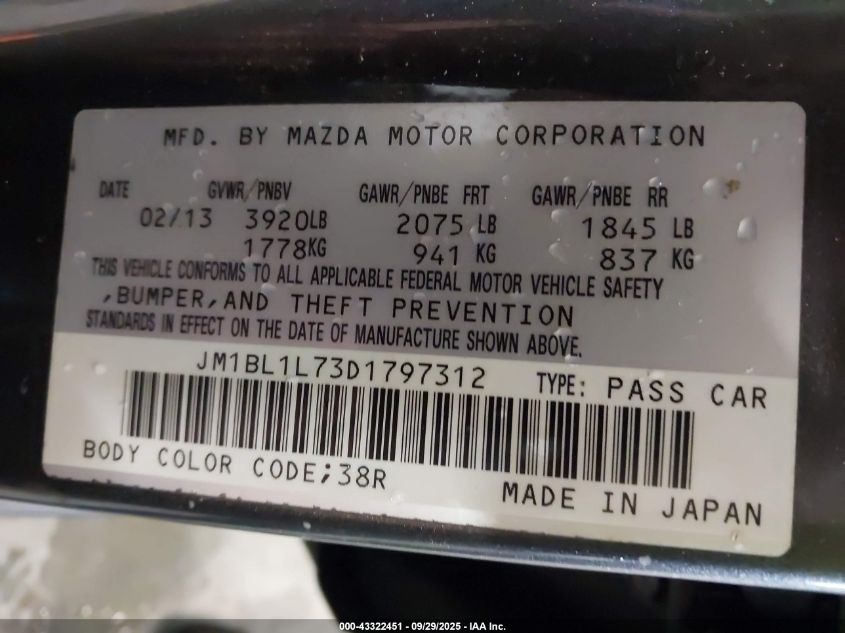 MFD. BY MAZDA MOTOR CORPORATION
DATE GVWR/PNBV GAWR/PNBE FRT GAWR/PNBE RR
02/13 3920LB 2075 LB 1845 LB
1778KG 941 KG 837 KG
THIS VEHICLE CONFORMS TO ALL APPLICABLE FEDERAL MOTOR VEHICLE SAFETY
,BUMPER,AND THEFT PREVENTION
STANDARDS IN EFFECT ON THE DATE OF MANUFACTURE SHOWN ABOVE.
JM1BL1L73D1797312 TYPE: PASS CAR
BODY COLOR CODE;38R
MADE IN JAPAN
000-43322451 - 09/29/2025 - IAA Inc.